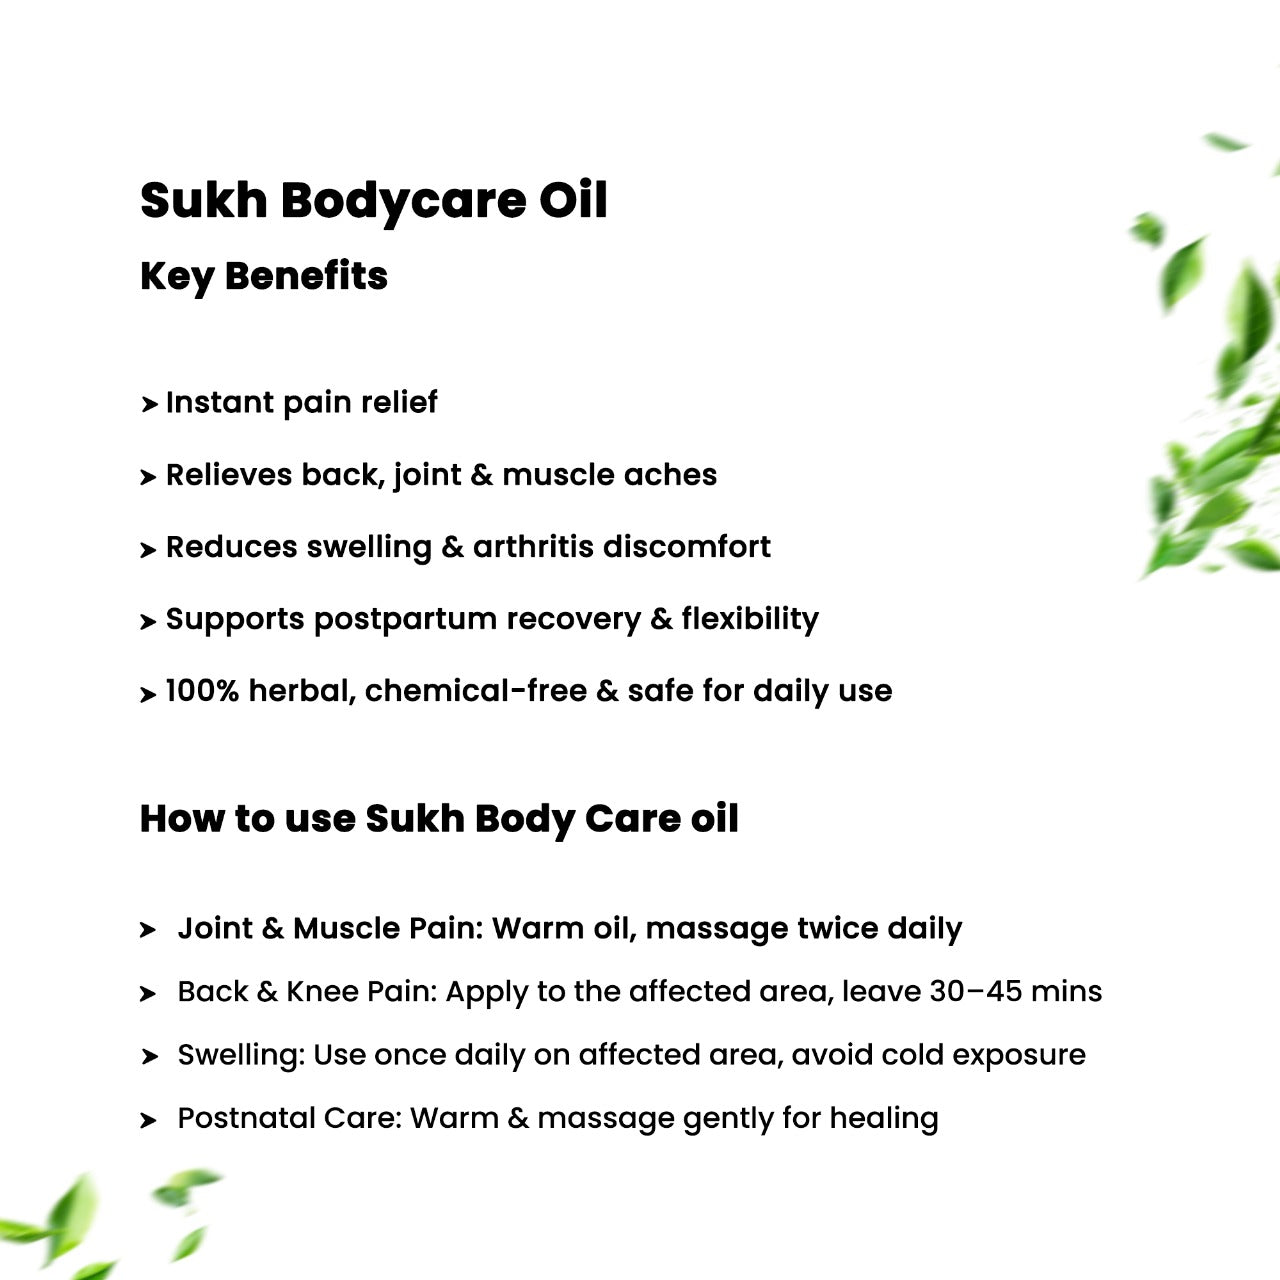 Sukh Bodycare Oil
Key Benefits
➤ Instant pain relief
➤ Relieves back, joint & muscle aches
➤ Reduces swelling & arthritis discomfort
➤ Supports postpartum recovery & flexibility
➤ 100% herbal, chemical-free & safe for daily use
How to use Sukh Body Care oil
➤ Joint & Muscle Pain: Warm oil, massage twice daily
➤ Back & Knee Pain: Apply to the affected area, leave 30–45 mins
➤ Swelling: Use once daily on affected area, avoid cold exposure
➤ Postnatal Care: Warm & massage gently for healing